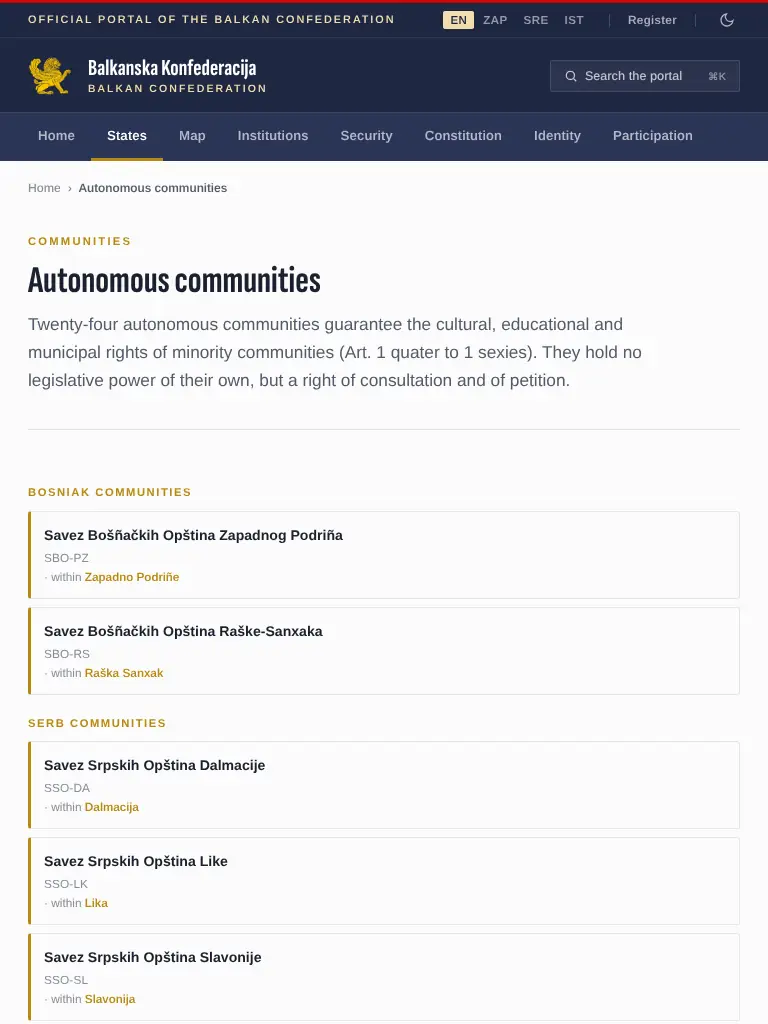 OFFICIAL PORTAL OF THE BALKAN CONFEDERATION
EN ZAP SRE IST Register
Balkanska Konfederacija
BALKAN CONFEDERATION
Search the portal ⌘K
Home States Map Institutions Security Constitution Identity Participation
Home › Autonomous communities
COMMUNITIES
Autonomous communities
Twenty-four autonomous communities guarantee the cultural, educational and
municipal rights of minority communities (Art. 1 quater to 1 sexies). They hold no
legislative power of their own, but a right of consultation and of petition.
BOSNIAK COMMUNITIES
Savez Bošñačkih Opština Zapadnog Podriña
SBO-PZ
· within Zapadno Podriñe
Savez Bošñačkih Opština Raške-Sanxaka
SBO-RS
· within Raška Sanxak
SERB COMMUNITIES
Savez Srpskih Opština Dalmacije
SSO-DA
· within Dalmacija
Savez Srpskih Opština Like
SSO-LK
· within Lika
Savez Srpskih Opština Slavonije
SSO-SL
· within Slavonija